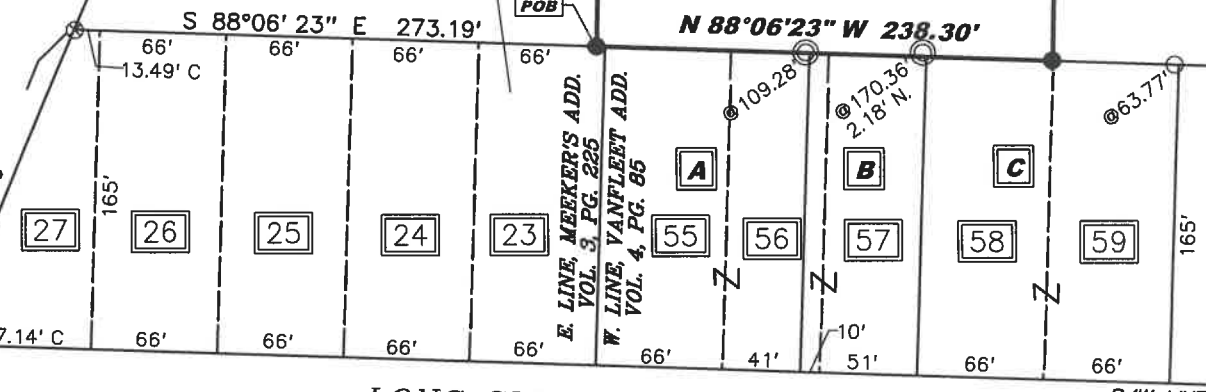 POB
S 88°06' 23" E 273.19'
N 88°06'23" W 238.30'
66'
66'
66'
66'
13.49' C
@109.28'
@170.36'
2.18' N.
@63.77'
165'
E. LINE, MEEKER'S ADD.
VOL. 3, PG. 225
W. LINE, VANFLEET ADD.
VOL. 4, PG. 85
A
B
C
27
26
25
24
23
55
56
57
58
59
165'
7.14' C
66'
66'
66'
66'
66'
41'
10'
51'
66'
66'